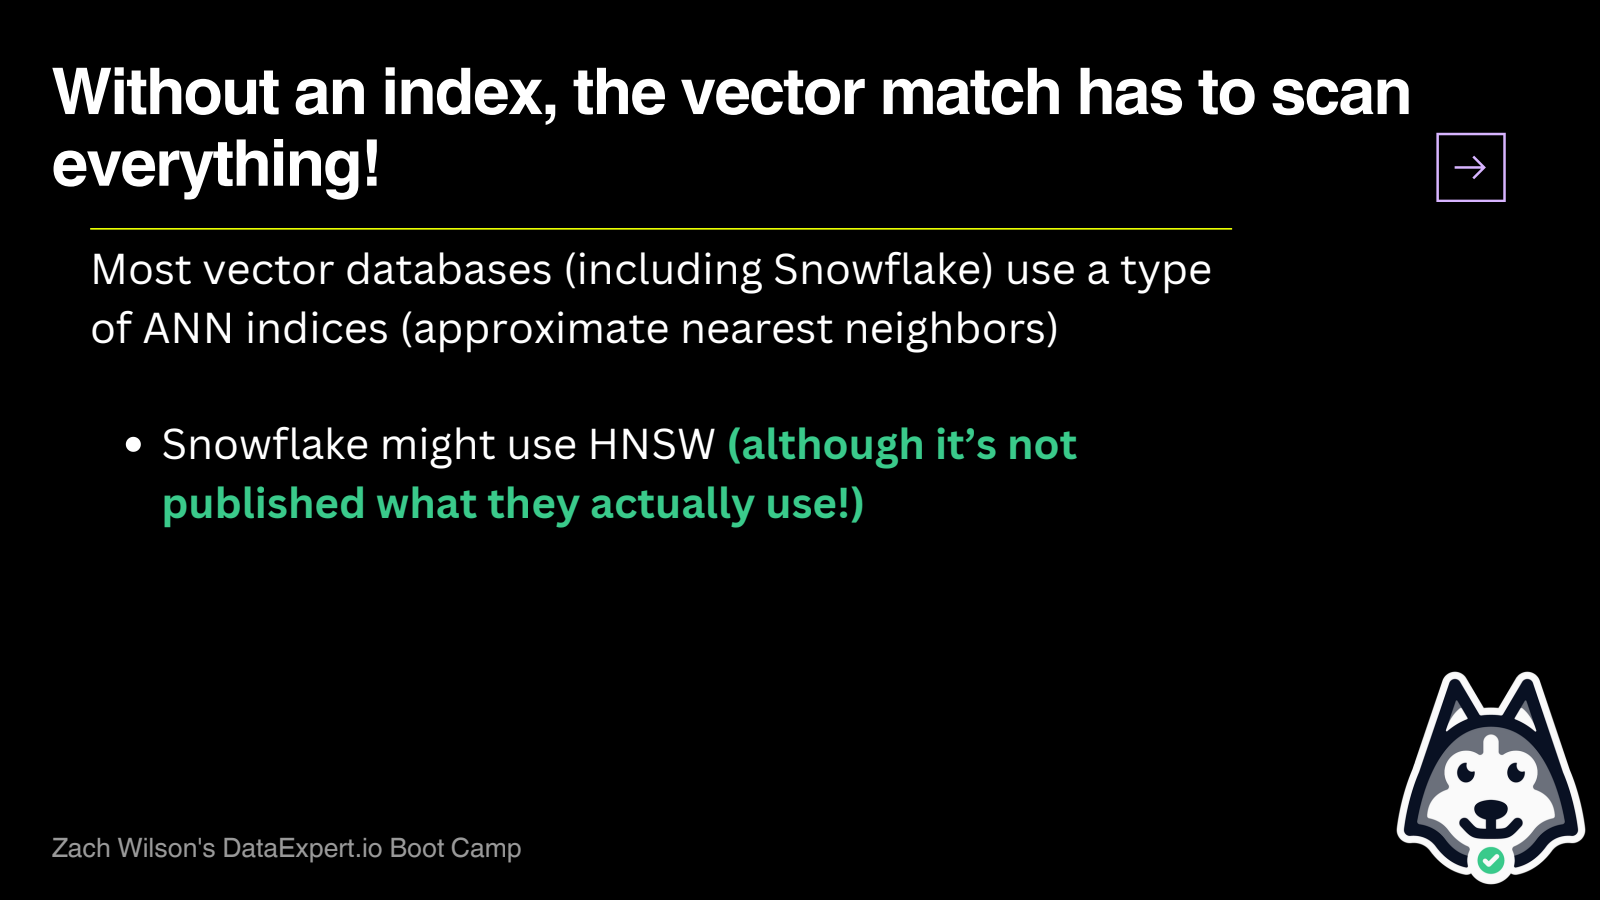 Without an index, the vector match has to scan
everything!
Most vector databases (including Snowflake) use a type
of ANN indices (approximate nearest neighbors)
• Snowflake might use HNSW (although it’s not
published what they actually use!)
Zach Wilson's DataExpert.io Boot Camp